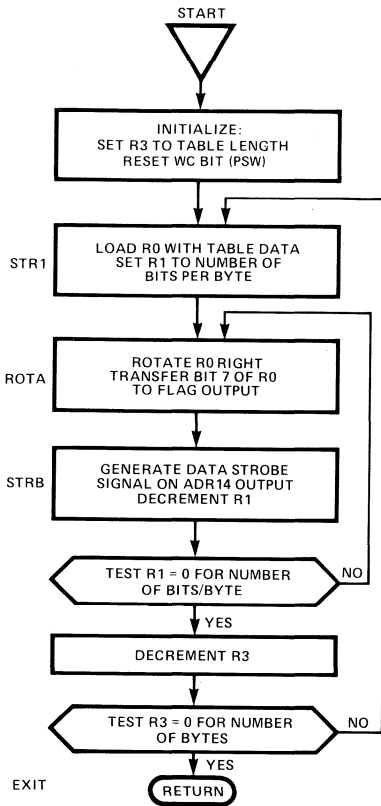 START
INITIALIZE:
SET R3 TO TABLE LENGTH
RESET WC BIT (PSW)
STR1
LOAD R0 WITH TABLE DATA
SET R1 TO NUMBER OF
BITS PER BYTE
ROTA
ROTATE R0 RIGHT
TRANSFER BIT 7 OF R0
TO FLAG OUTPUT
STRB
GENERATE DATA STROBE
SIGNAL ON ADR14 OUTPUT
DECREMENT R1
TEST R1 = 0 FOR NUMBER
OF BITS/BYTE
NO
YES
DECREMENT R3
TEST R3 = 0 FOR NUMBER
OF BYTES
NO
YES
EXIT
RETURN